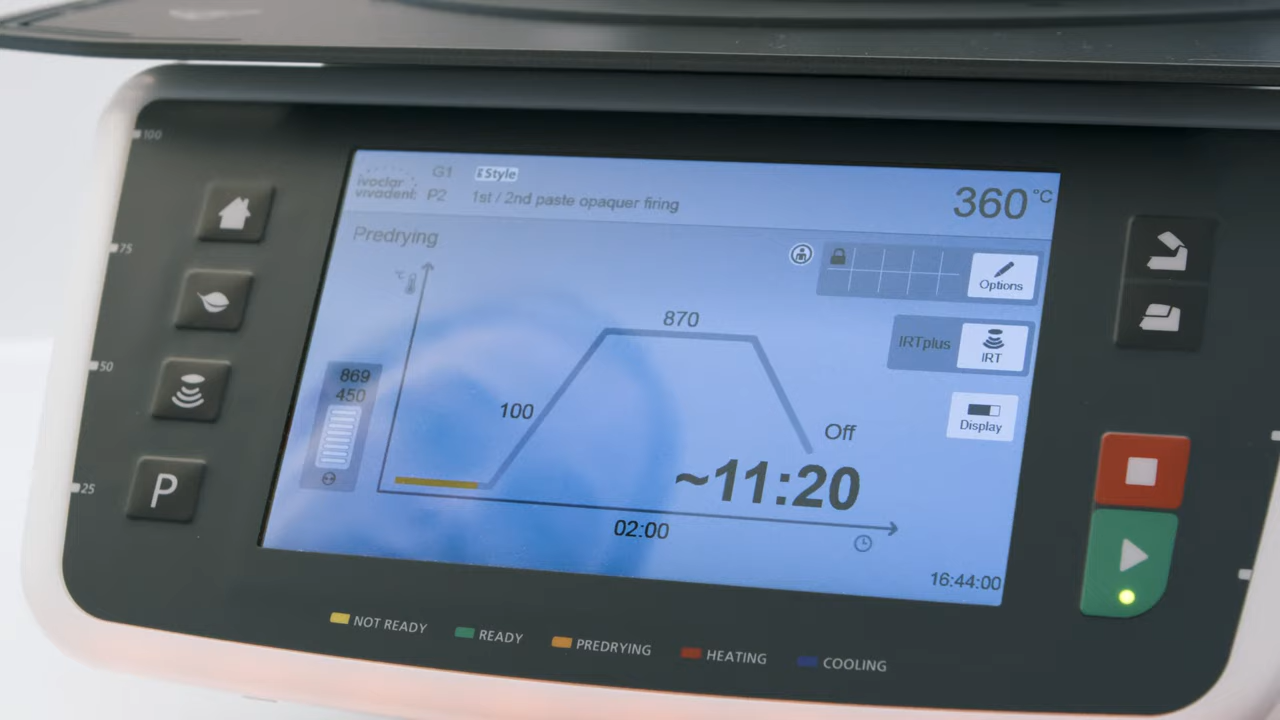 100
75
50
25
ivoclar
vivadent:
G1
Style
P2
1st / 2nd paste opaquer firing
360°C
Predrying
°C
Options
870
IRTplus
IRT
869
450
100
Display
Off
~11:20
02:00
16:44:00
P
NOT READY
READY
PREDRYING
HEATING
COOLING